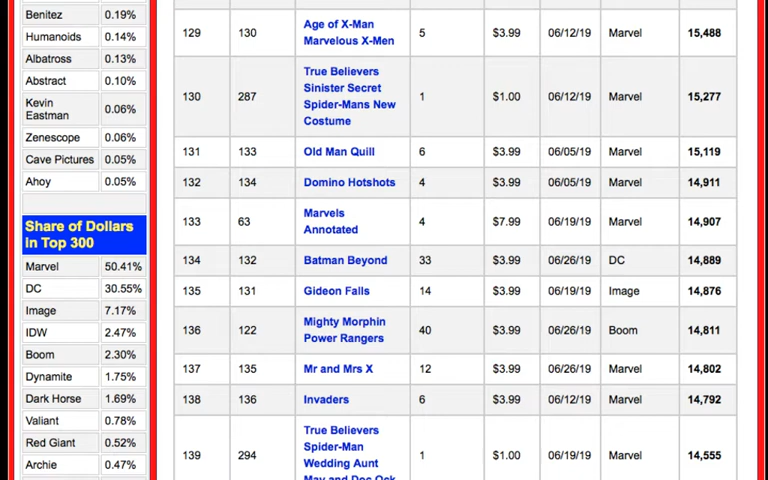 Benitez 0.19%
Humanoids 0.14%
Albatross 0.13%
Abstract 0.10%
Kevin
Eastman 0.06%
Zenescope 0.06%
Cave Pictures 0.05%
Ahoy 0.05%
Share of Dollars
in Top 300
Marvel 50.41%
DC 30.55%
Image 7.17%
IDW 2.47%
Boom 2.30%
Dynamite 1.75%
Dark Horse 1.69%
Valiant 0.78%
Red Giant 0.52%
Archie 0.47%
129 130 Age of X-Man
Marvelous X-Men 5 $3.99 06/12/19 Marvel 15,488
130 287 True Believers
Sinister Secret
Spider-Mans New
Costume 1 $1.00 06/12/19 Marvel 15,277
131 133 Old Man Quill 6 $3.99 06/05/19 Marvel 15,119
132 134 Domino Hotshots 4 $3.99 06/05/19 Marvel 14,911
133 63 Marvels
Annotated 4 $7.99 06/19/19 Marvel 14,907
134 132 Batman Beyond 33 $3.99 06/26/19 DC 14,889
135 131 Gideon Falls 14 $3.99 06/19/19 Image 14,876
136 122 Mighty Morphin
Power Rangers 40 $3.99 06/26/19 Boom 14,811
137 135 Mr and Mrs X 12 $3.99 06/26/19 Marvel 14,802
138 136 Invaders 6 $3.99 06/12/19 Marvel 14,792
139 294 True Believers
Spider-Man
Wedding Aunt
May and Doc Ock 1 $1.00 06/19/19 Marvel 14,555